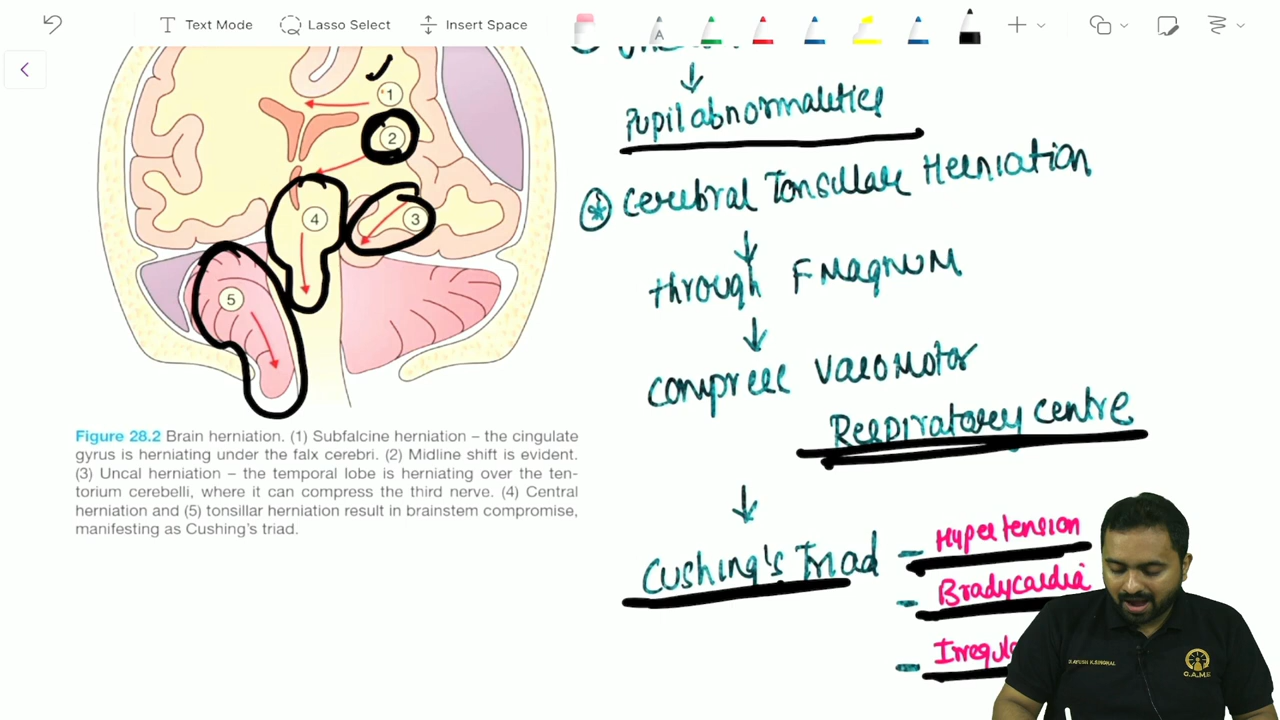 Text Mode
Lasso Select
Insert Space
A
1
2
3
4
5
Figure 28.2 Brain herniation. (1) Subfalcine herniation – the cingulate
gyrus is herniating under the falx cerebri. (2) Midline shift is evident.
(3) Uncal herniation – the temporal lobe is herniating over the ten-
torium cerebelli, where it can compress the third nerve. (4) Central
herniation and (5) tonsillar herniation result in brainstem compromise,
manifesting as Cushing's triad.
Pupil abnormalities
Cerebral Tonsillar Herniation
through F Magnum
compress Vasomotor
Respiratory centre
Cushing's Triad
- Hypertension
- Bradycardia
-